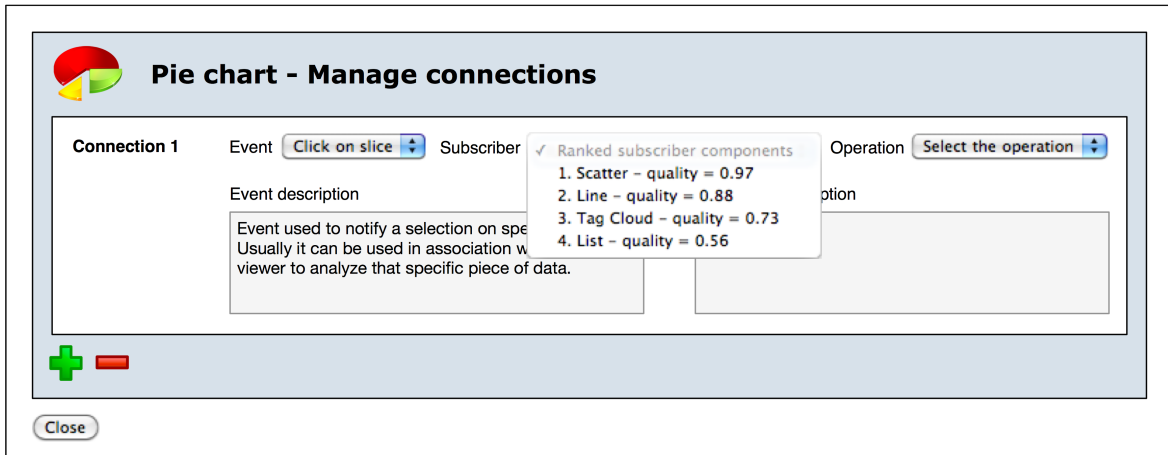 Pie chart - Manage connections
Connection 1 Event Click on slice Subscriber ✓ Ranked subscriber components Operation Select the operation
1. Scatter – quality = 0.97
2. Line – quality = 0.88
3. Tag Cloud – quality = 0.73
4. List – quality = 0.56
Event description
Event used to notify a selection on
Usually it can be used in association
viewer to analyze that specific piece of data.
Close